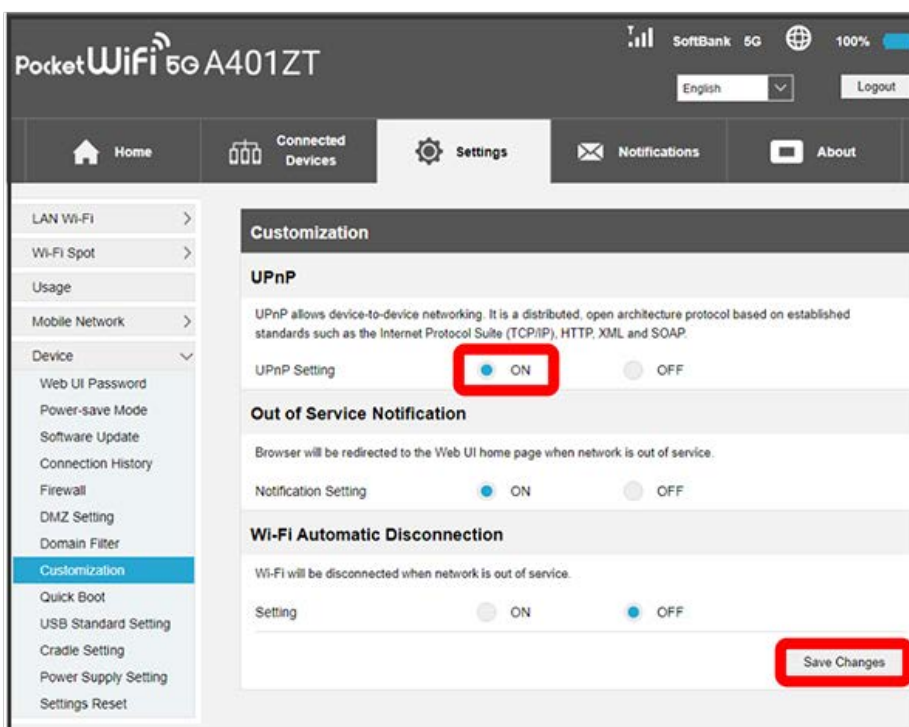 PocketWiFi 5G A401ZT
SoftBank 5G
100%
English
Logout
Home
Connected
Devices
Settings
Notifications
About
LAN Wi-Fi
Wi-Fi Spot
Usage
Mobile Network
Device
Web UI Password
Power-save Mode
Software Update
Connection History
Firewall
DMZ Setting
Domain Filter
Customization
Quick Boot
USB Standard Setting
Cradle Setting
Power Supply Setting
Settings Reset
Customization
UPnP
UPnP allows device-to-device networking. It is a distributed, open architecture protocol based on established
standards such as the Internet Protocol Suite (TCP/IP), HTTP, XML and SOAP.
UPnP Setting ON OFF
Out of Service Notification
Browser will be redirected to the Web UI home page when network is out of service.
Notification Setting ON OFF
Wi-Fi Automatic Disconnection
Wi-Fi will be disconnected when network is out of service.
Setting ON OFF
Save Changes